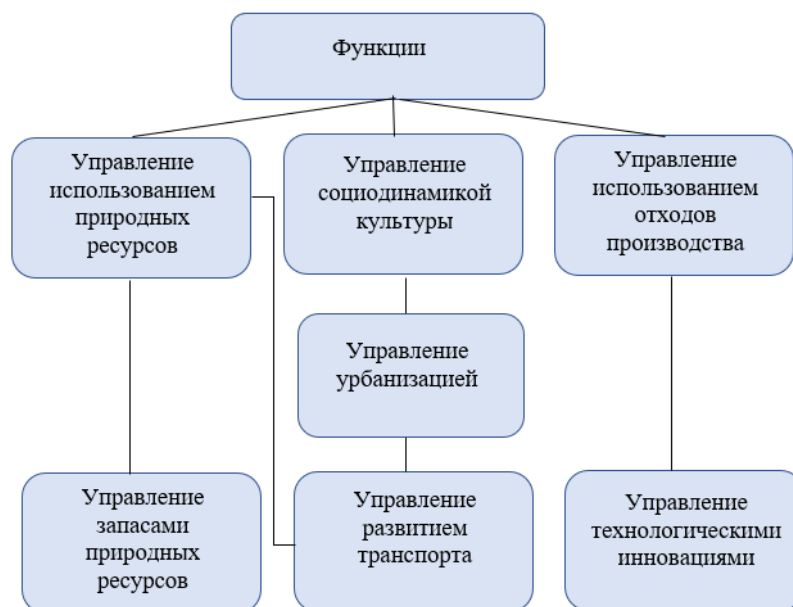 Функции
Управление
использованием
природных
ресурсов
Управление
социодинамикой
культуры
Управление
использованием
отходов
производства
Управление
урбанизацией
Управление
запасами
природных
ресурсов
Управление
развитием
транспорта
Управление
технологическими
инновациями